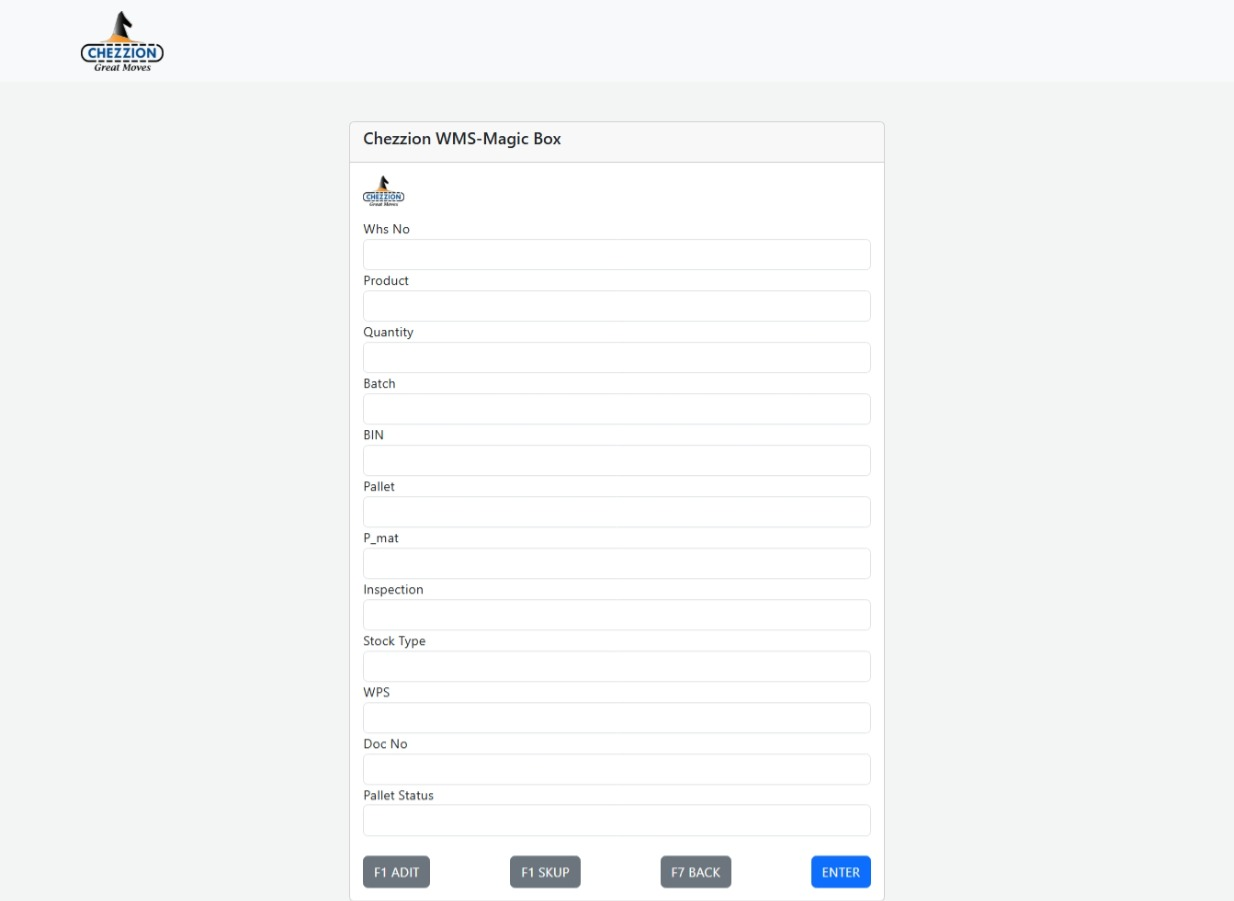 CHEZZION
Great Moves
Chezzion WMS-Magic Box
CHEZZION
Great Moves
Whs No
Product
Quantity
Batch
BIN
Pallet
P_mat
Inspection
Stock Type
WPS
Doc No
Pallet Status
F1 ADIT F1 SKUP F7 BACK ENTER